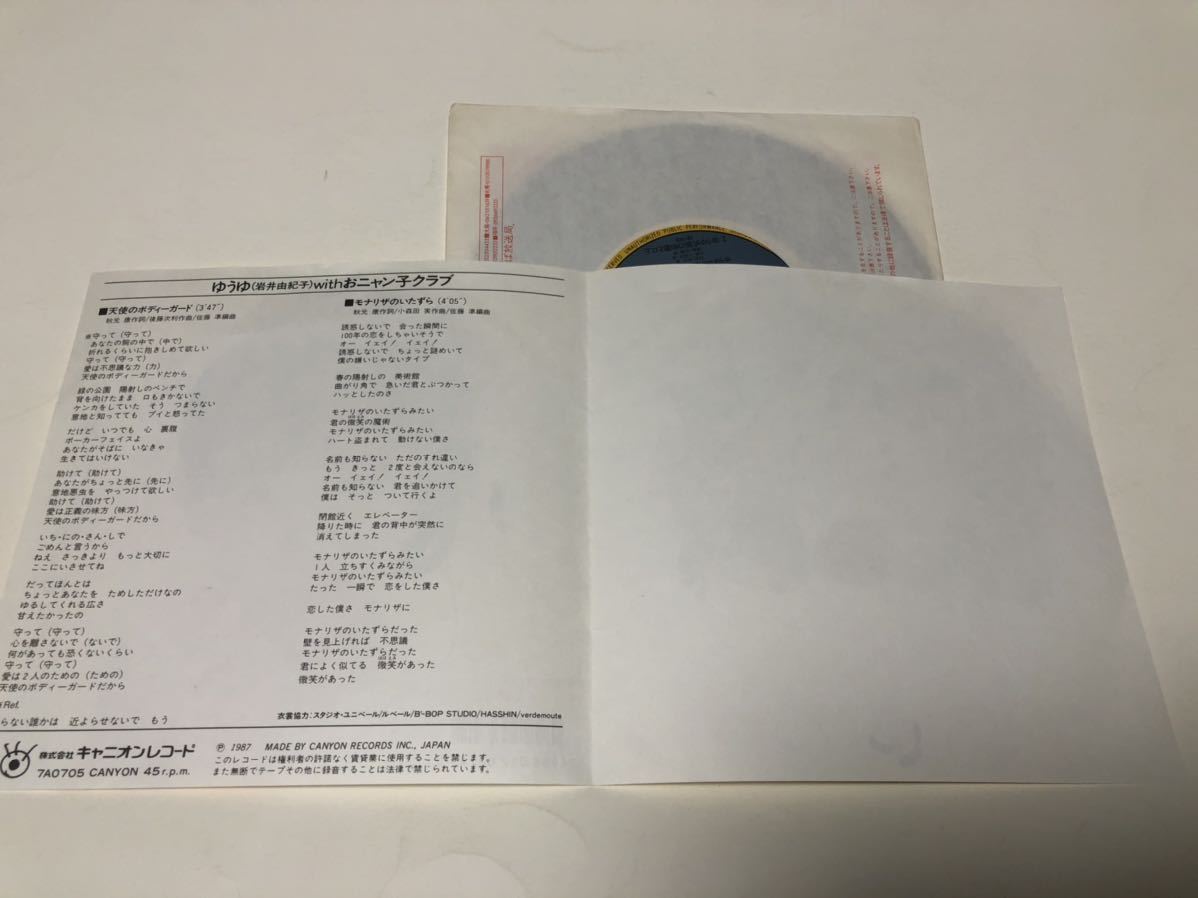 ゆうゆ(岩井由紀子)withおニャン子クラブ
■天使のボディーガード (3'47")
秋元 康作詞/後藤次利作曲/佐藤 準編曲
※守って (守って)
あなたの腕の中で (中で)
折れるくらいに抱きしめて欲しい
守って (守って)
愛は不思議な力 (力)
天使のボディーガードだから
緑の公園 陽射しのベンチで
背を向けたまま 口もきかないで
ケンカをしていた そう つまらない
意地と知ってても プイと怒ってた
だけど いつでも 心 裏腹
ポーカーフェイスよ
あなたがそばに いなきゃ
生きてはいけない
助けて (助けて)
あなたがちょっと先に (先に)
意地悪虫を やっつけて欲しい
助けて (助けて)
愛は正義の味方 (味方)
天使のボディーガードだから
いち・にの・さん・しで
ごめんと言うから
ねえ さっきより もっと大切に
ここにいさせてね
だってほんとは
ちょっとあなたを ためしただけなの
ゆるしてくれる広さ
甘えたかったの
守って (守って)
心を離さないで (ないで)
何があっても恐くないくらい
守って (守って)
愛は2人のための (ための)
天使のボディーガードだから
Ref.
らない誰かは 近よらせないで もう
■モナリザのいたずら (4'05")
秋元 康作詞/小森田 実作曲/佐藤 準編曲
誘惑しないで 会った瞬間に
100年の恋をしちゃいそうで
オー イェイ! イェイ!
誘惑しないで ちょっと謎めいて
僕の嫌いじゃないタイプ
春の陽射しの 美術館
曲がり角で 急いだ君とぶつかって
ハッとしたのさ
モナリザのいたずらみたい
君の微笑の魔術
モナリザのいたずらみたい
ハート盗まれて 動けない僕さ
名前も知らない ただのすれ違い
もう きっと 2度と会えないのなら
オー イェイ! イェイ!
名前も知らない 君を追いかけて
僕は そっと ついて行くよ
閉館近く エレベーター
降りた時に 君の背中が突然に
消えてしまった
モナリザのいたずらみたい
1人 立ちすくみながら
モナリザのいたずらみたい
たった 一瞬で 恋をした僕さ
恋した僕さ モナリザに
モナリザのいたずらだった
壁を見上げれば 不思議
モナリザのいたずらだった
君によく似てる 微笑があった
微笑があった
衣裳協力:スタジオ・ユニベール/ルベール/B'-BOP STUDIO/HASSHIN/verdemoute
株式会社 キャニオンレコード
7A0705 CANYON 45r.p.m.
℗ 1987 MADE BY CANYON RECORDS INC., JAPAN
このレコードは権利者の許諾なく賃貸業に使用することを禁じます。
また無断でテープその他に録音することは法律で禁じられています。
UNAUTHORIZED PUBLIC PERFORMANCE